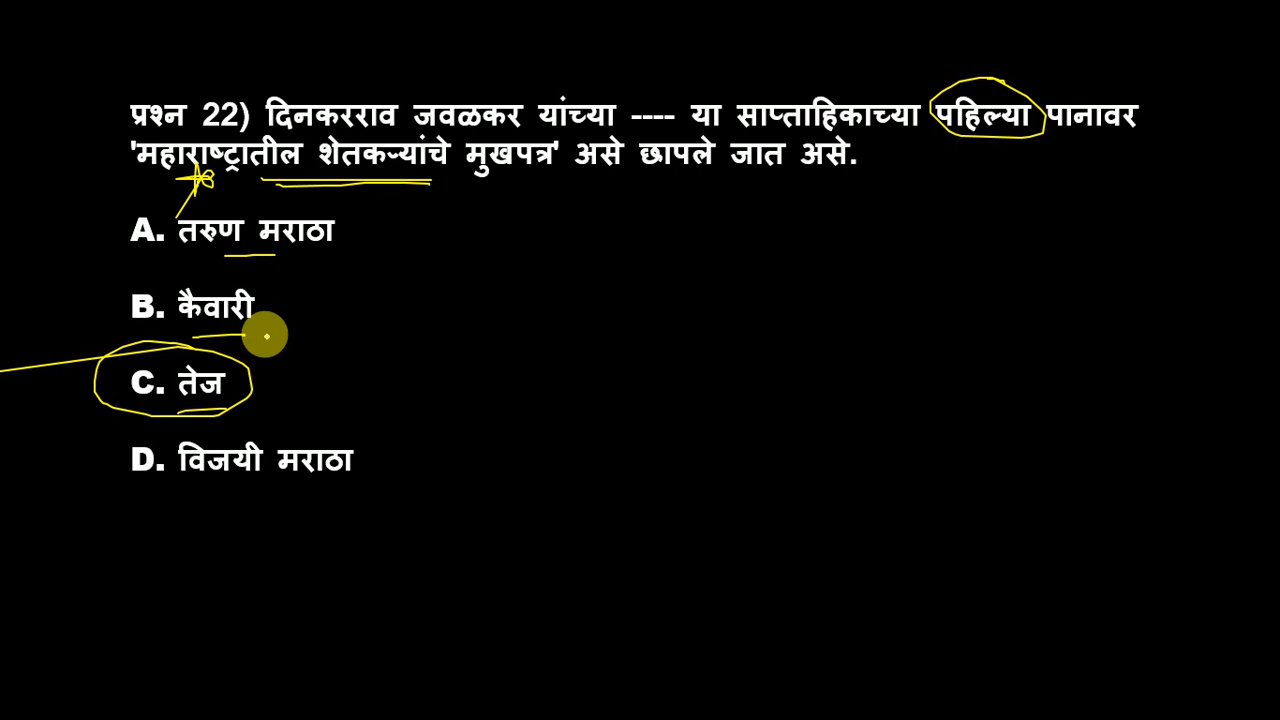 प्रश्न 22) दिनकरराव जवळकर यांच्या ---- या साप्ताहिकाच्या पहिल्या पानावर
'महाराष्ट्रातील शेतकऱ्यांचे मुखपत्र' असे छापले जात असे.
A. तरुण मराठा
B. कैवारी
C. तेज
D. विजयी मराठा